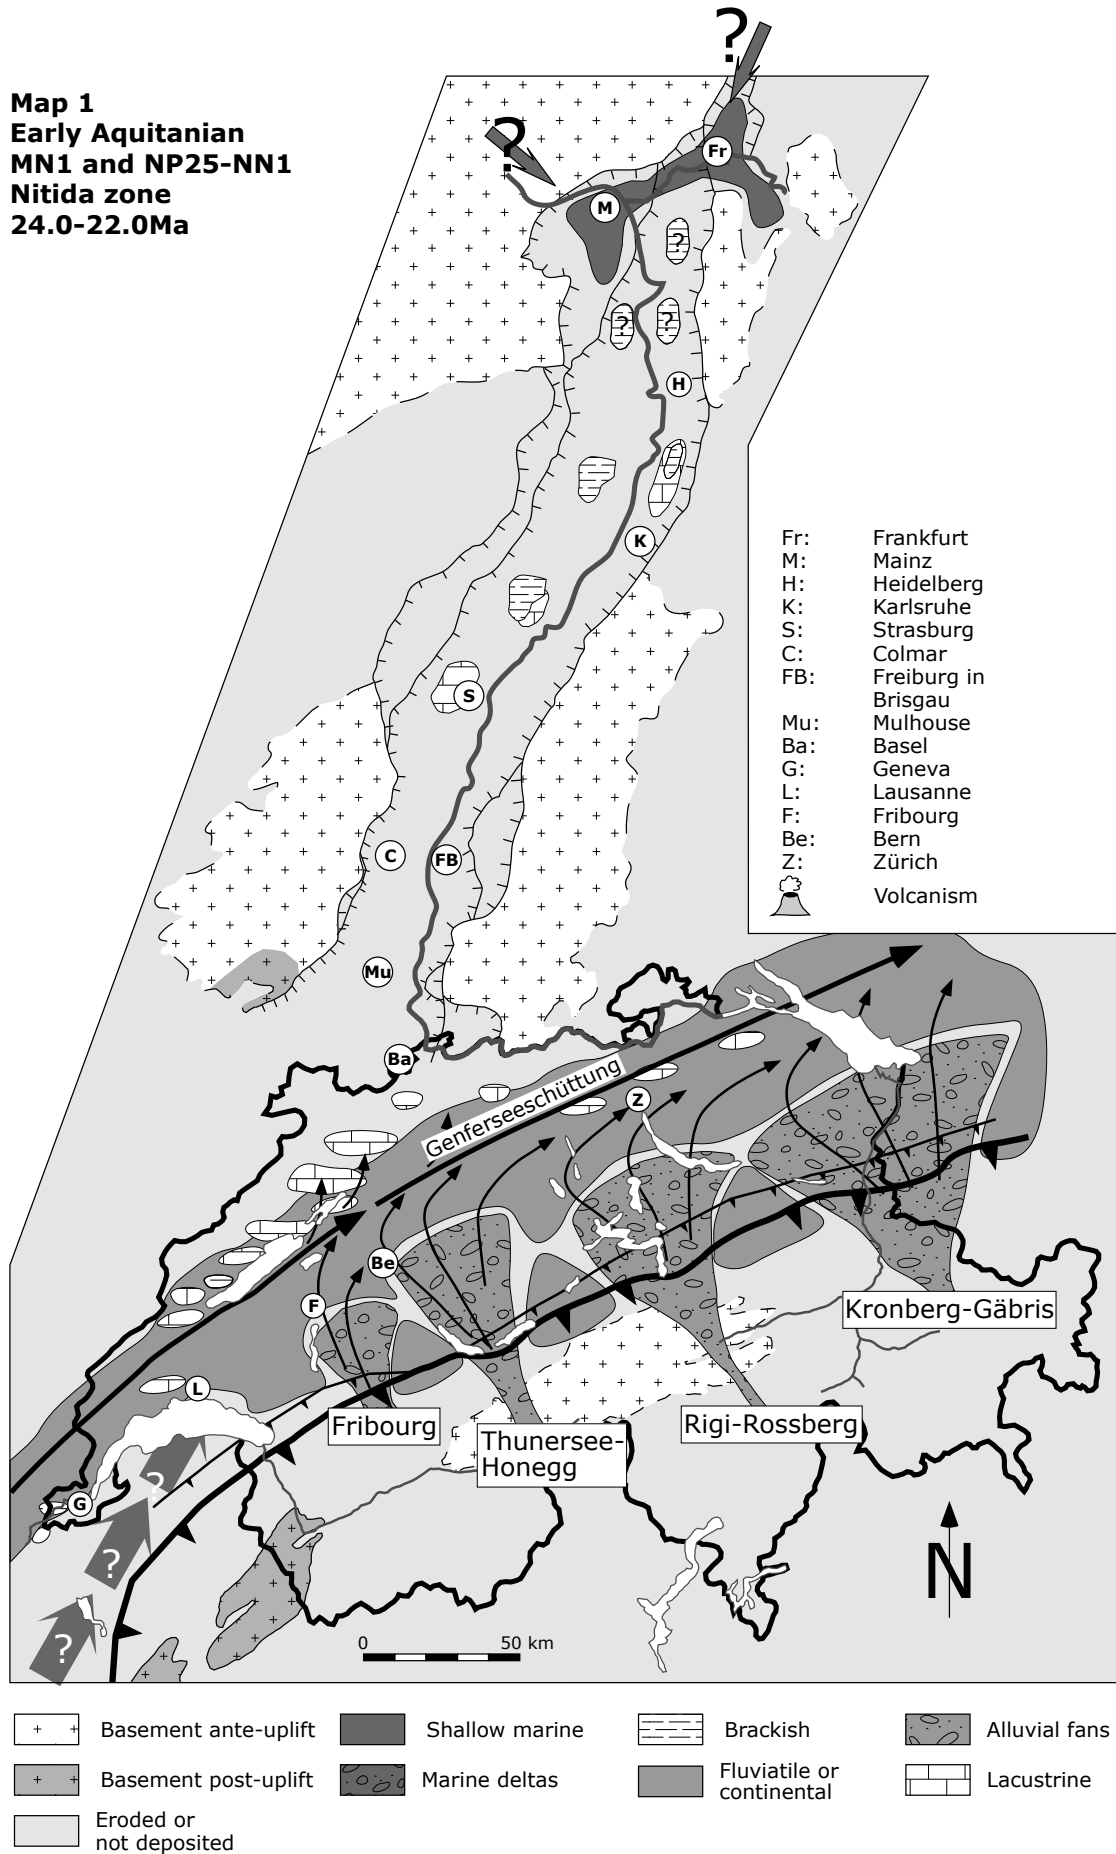 ?
Map 1
Early Aquitanian
MN1 and NP25-NN1
Nitida zone
24.0-22.0Ma
?
Fr
M
?
?
?
H
K
S
C
FB
Mu
Ba
Fr: Frankfurt
M: Mainz
H: Heidelberg
K: Karlsruhe
S: Strasburg
C: Colmar
FB: Freiburg in
Brisgau
Mu: Mulhouse
Ba: Basel
G: Geneva
L: Lausanne
F: Fribourg
Be: Bern
Z: Zürich
Volcanism
Genferseeschüttung
Z
Be
F
L
G
Kronberg-Gäbris
Rigi-Rossberg
Fribourg
Thunersee-
Honegg
?
?
?
N
0 50 km
Basement ante-uplift
Shallow marine
Brackish
Alluvial fans
Basement post-uplift
Marine deltas
Fluviatile or
continental
Lacustrine
Eroded or
not deposited